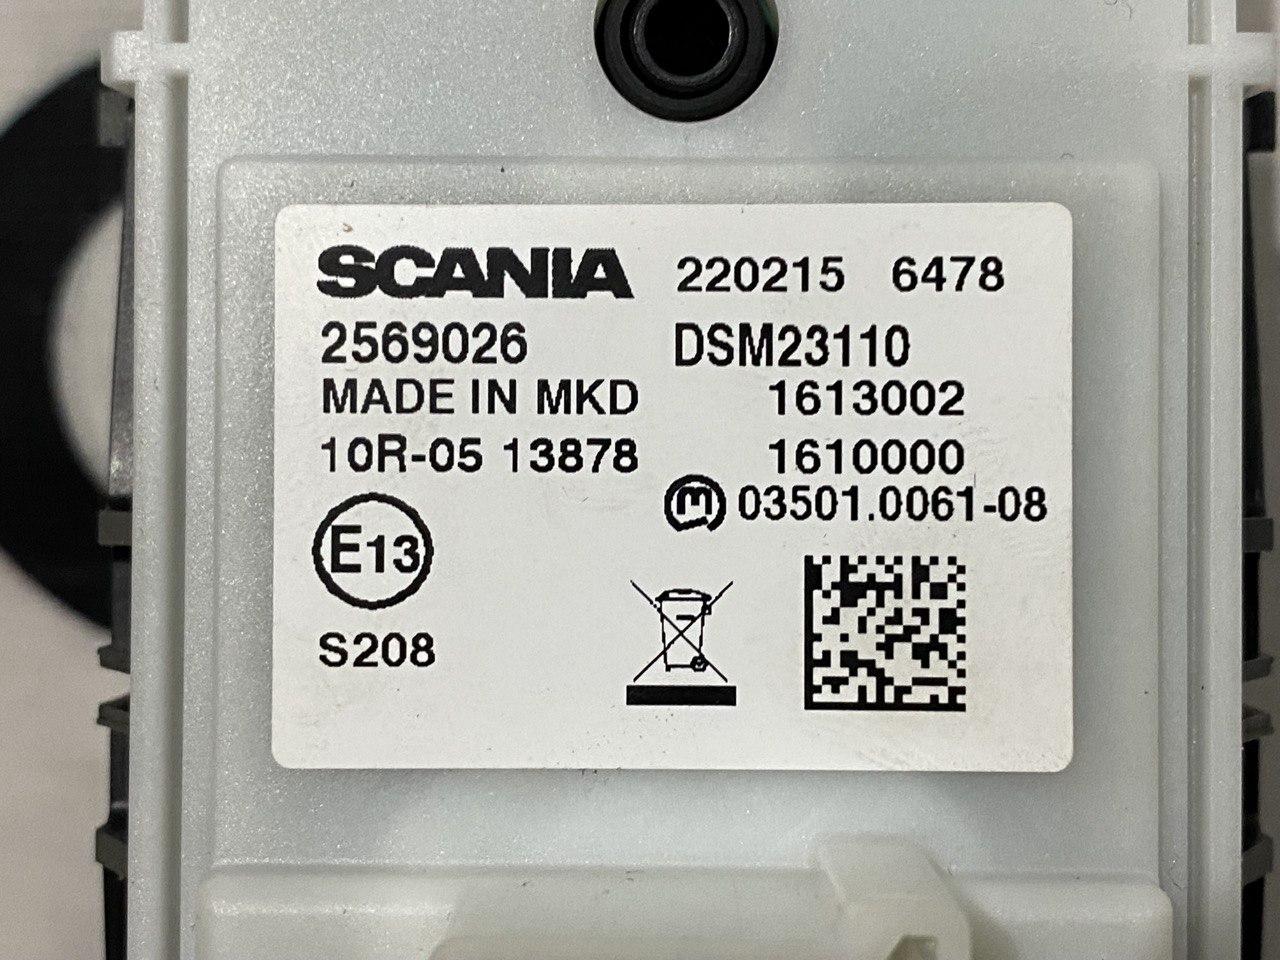 SCANIA 220215 6478
2569026 DSM23110
MADE IN MKD 1613002
10R-05 13878 1610000
M 03501.0061-08
E13
S208